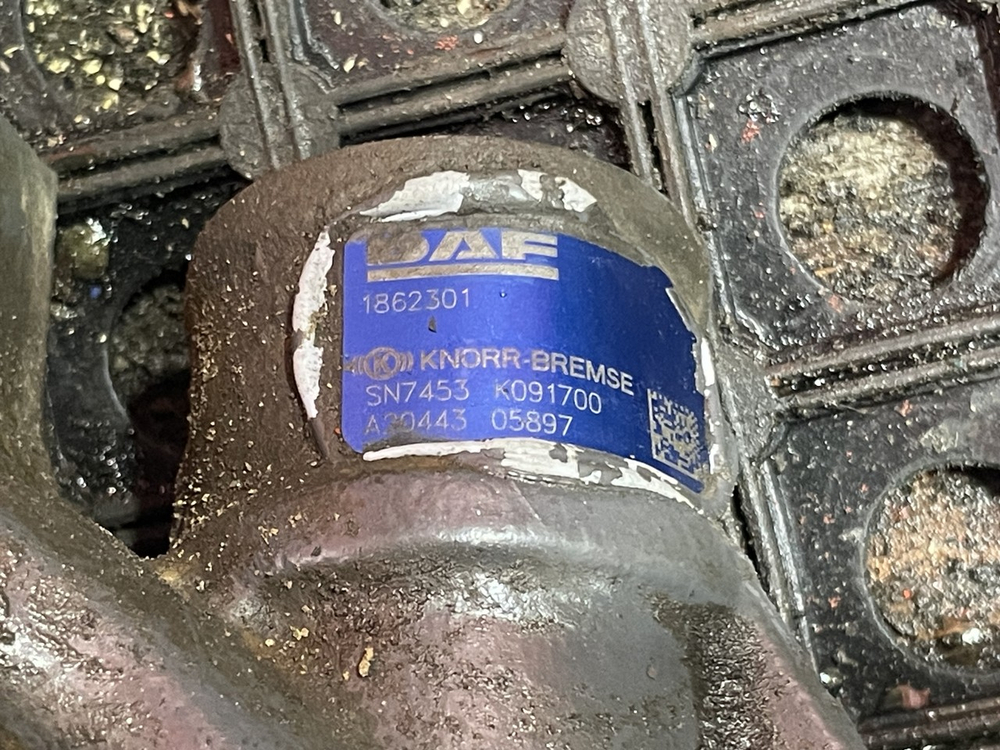 DAF
1862301
KNORR-BREMSE
SN7453 K091700
05897